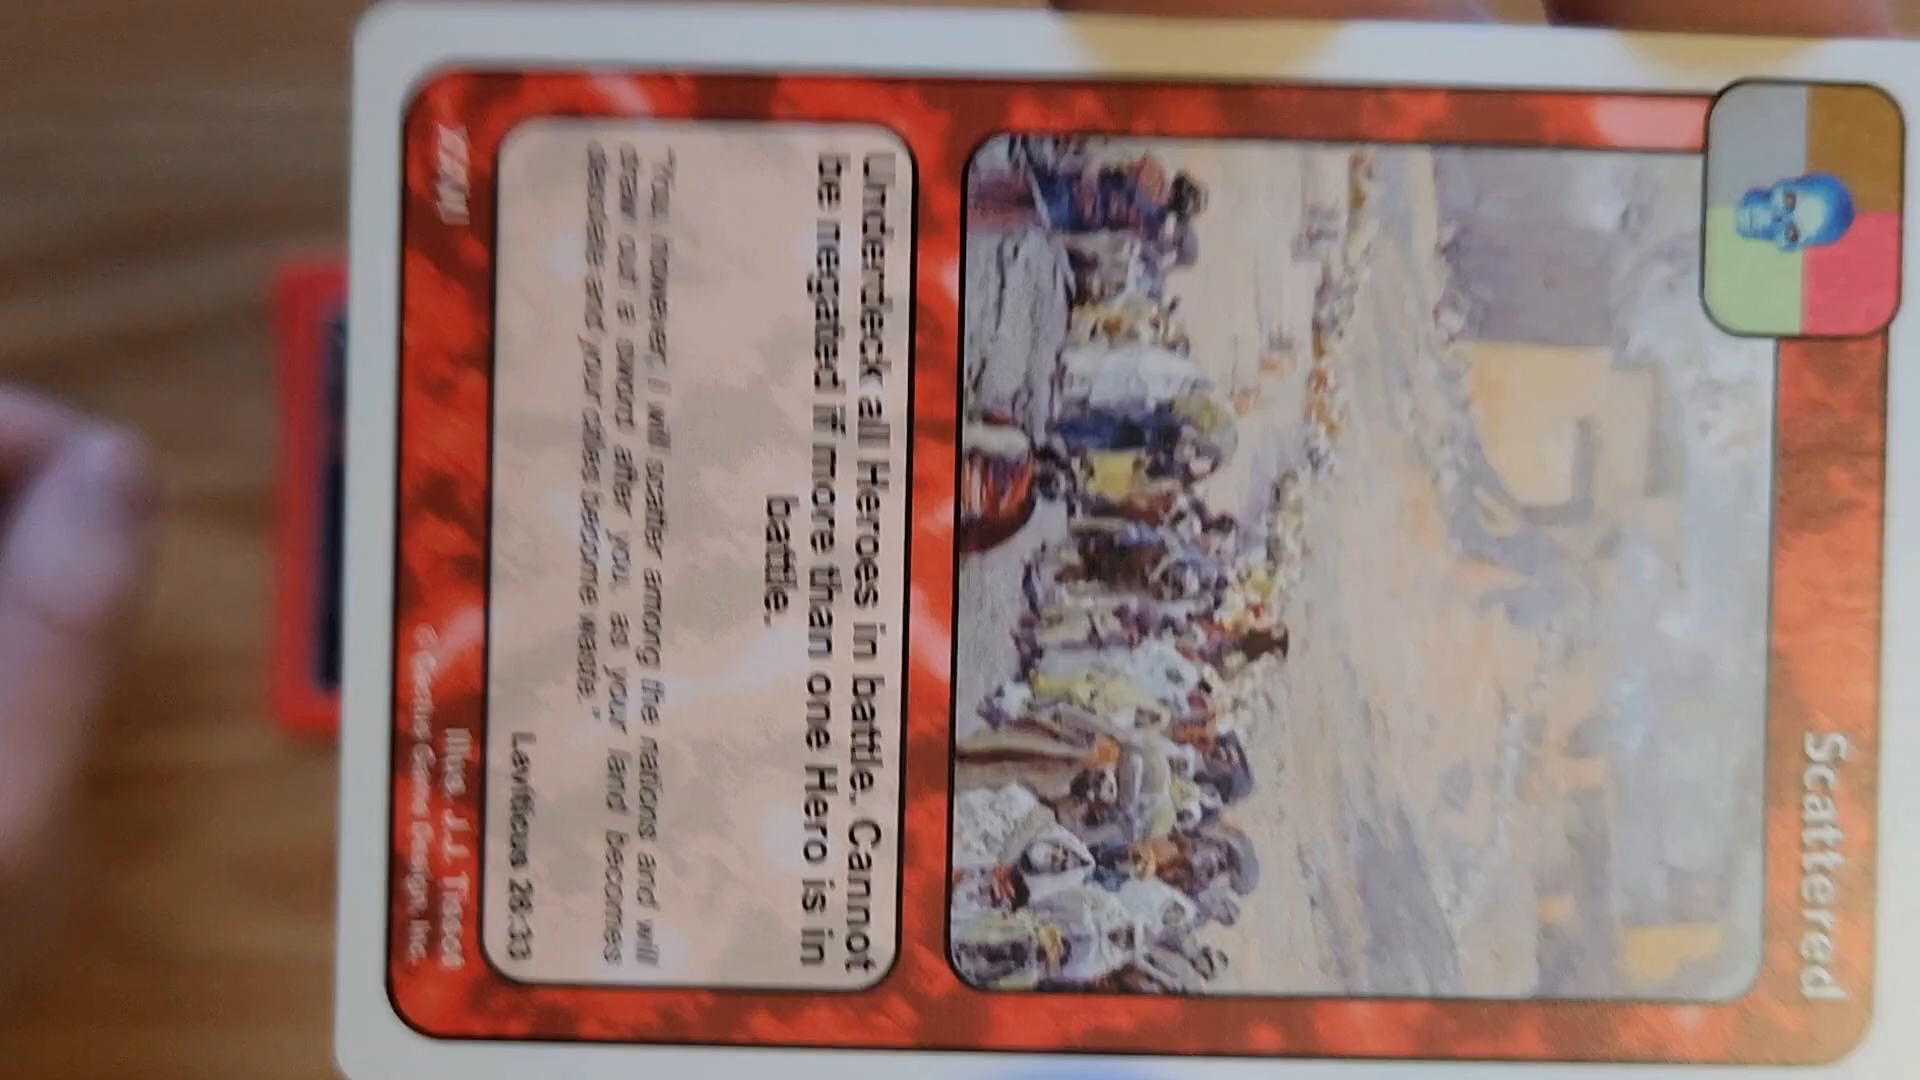 Scattered
Underdeck all Heroes in battle. Cannot
be negated if more than one Hero is in
battle.
"You, however, I will scatter among the nations and will
draw out a sword after you, as your land becomes
desolate and your cities become waste."
Leviticus 26:33
Illus. J.J. Tissot
© Cactus Game Design, Inc.